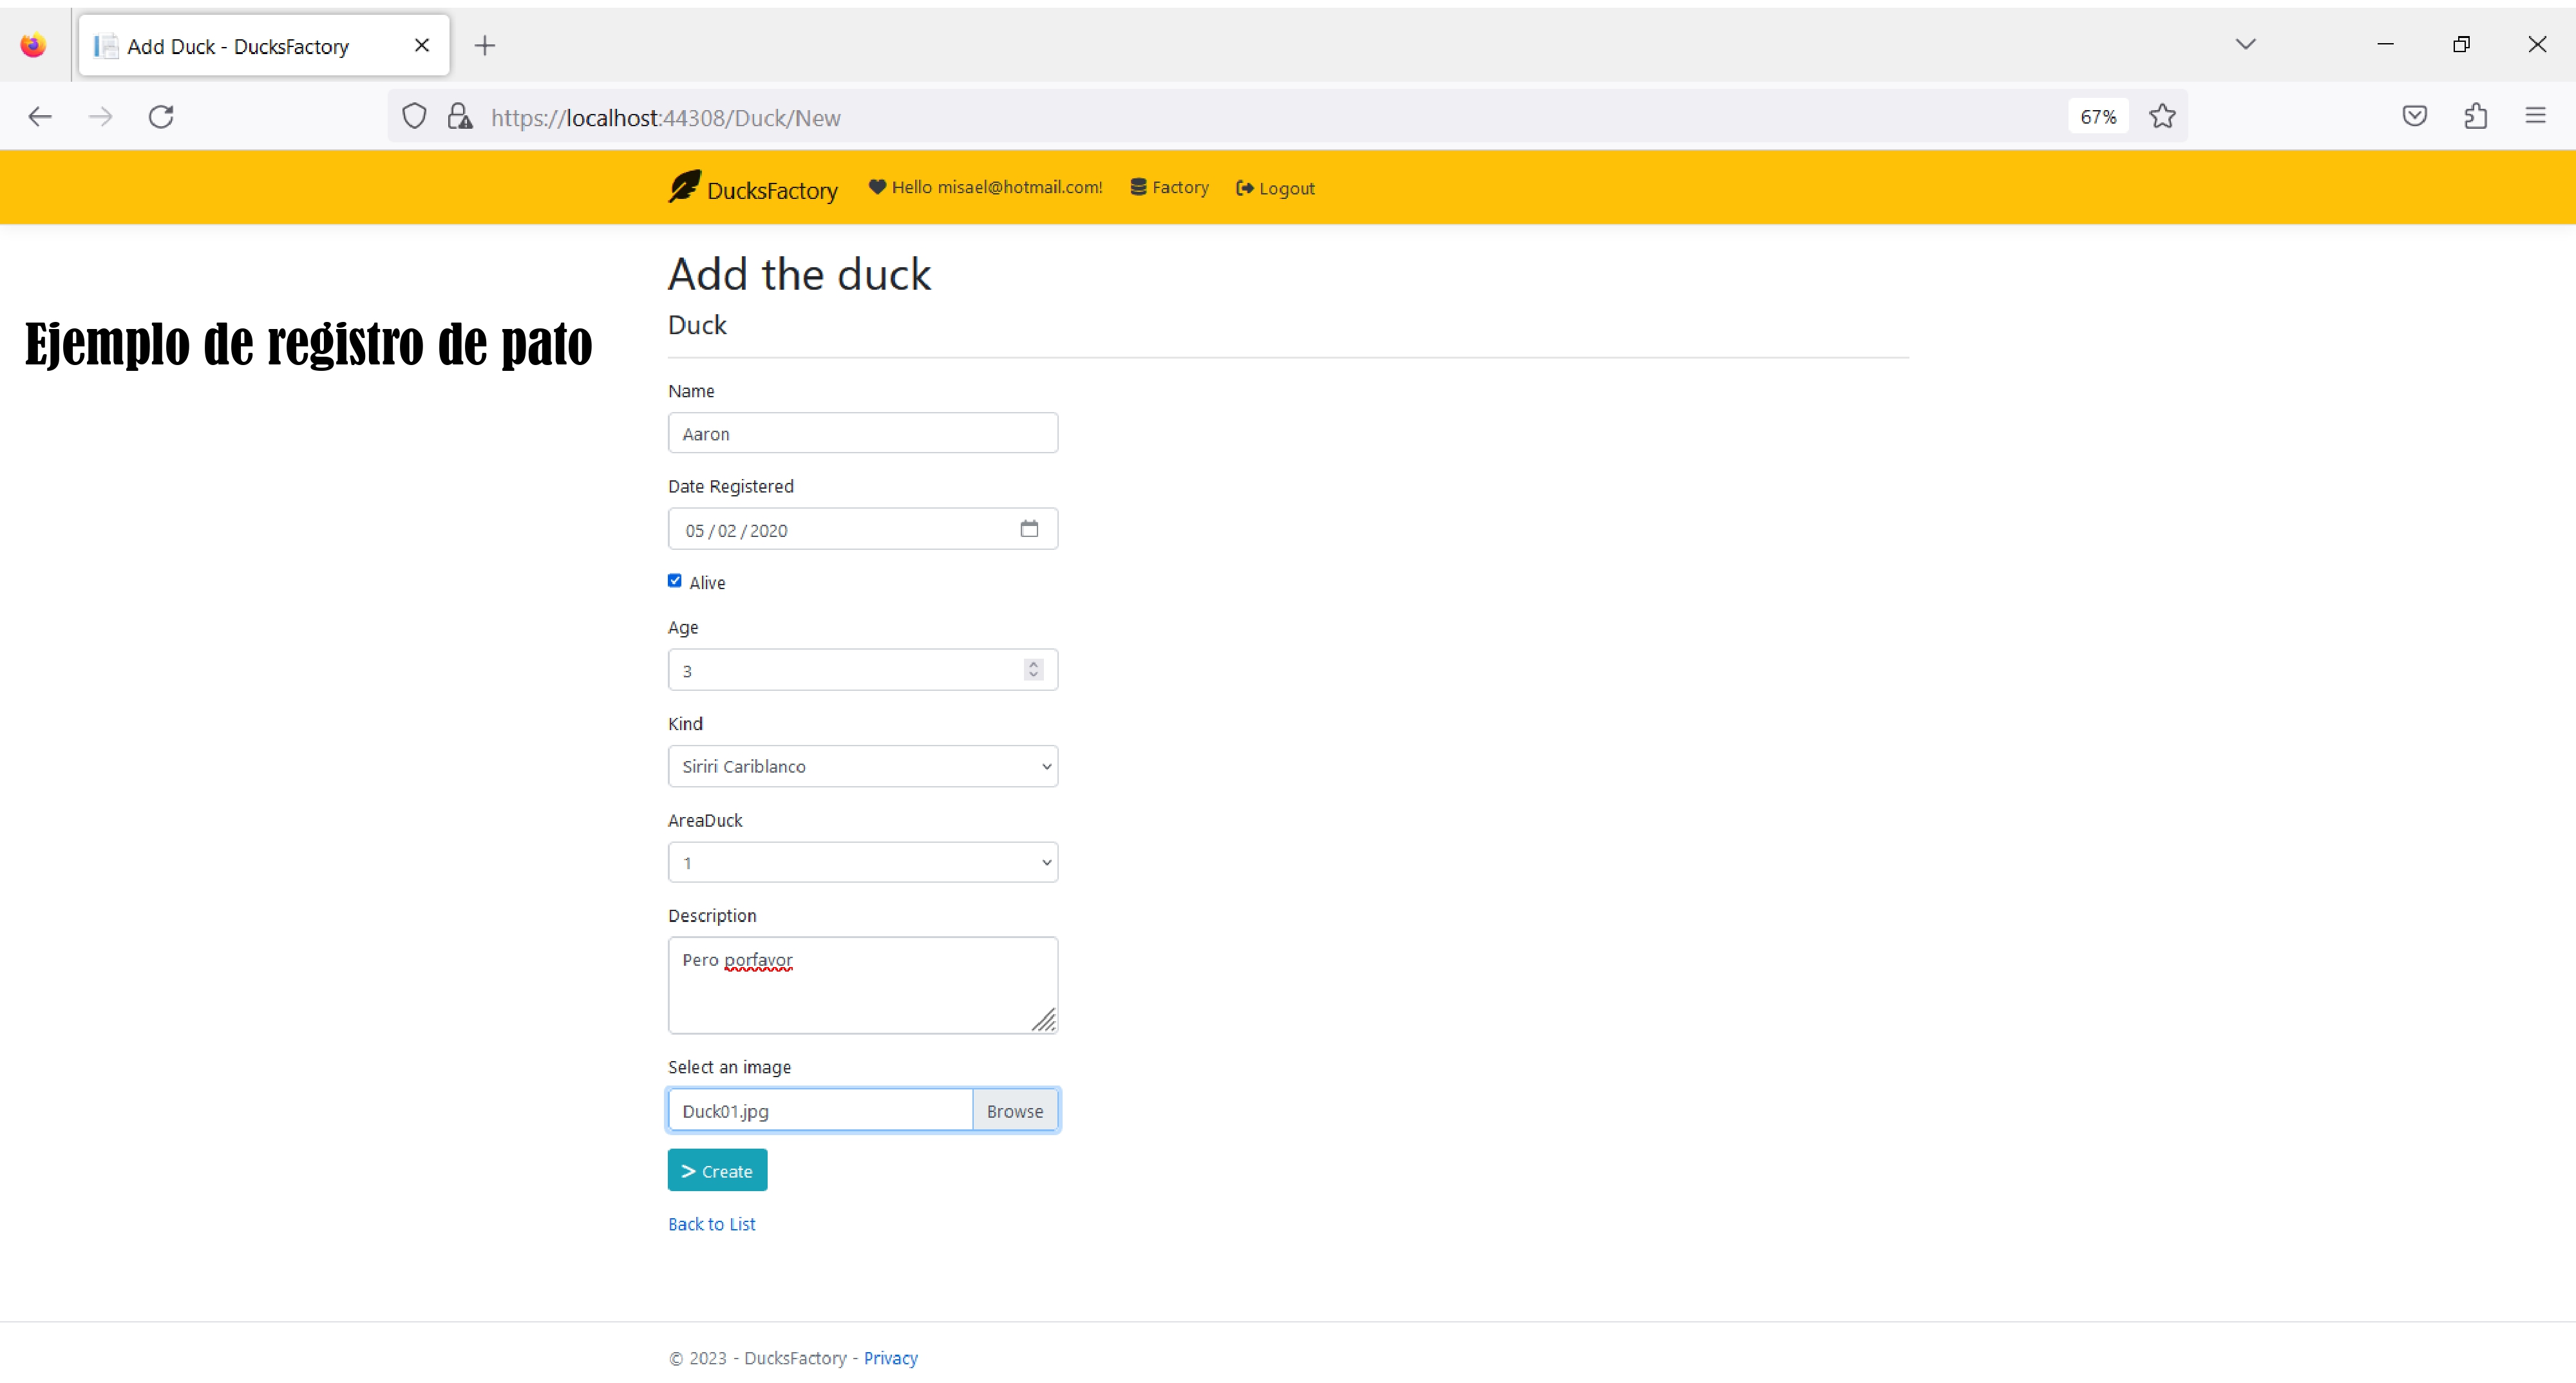 Add Duck - DucksFactory
https://localhost:44308/Duck/New
67%
DucksFactory
Hello misael@hotmail.com!
Factory
Logout
Add the duck
Ejemplo de registro de pato
Duck
Name
Aaron
Date Registered
05 / 02 / 2020
Alive
Age
3
Kind
Siriri Cariblanco
AreaDuck
1
Description
Pero porfavor
Select an image
Duck01.jpg
Browse
> Create
Back to List
© 2023 - DucksFactory - Privacy